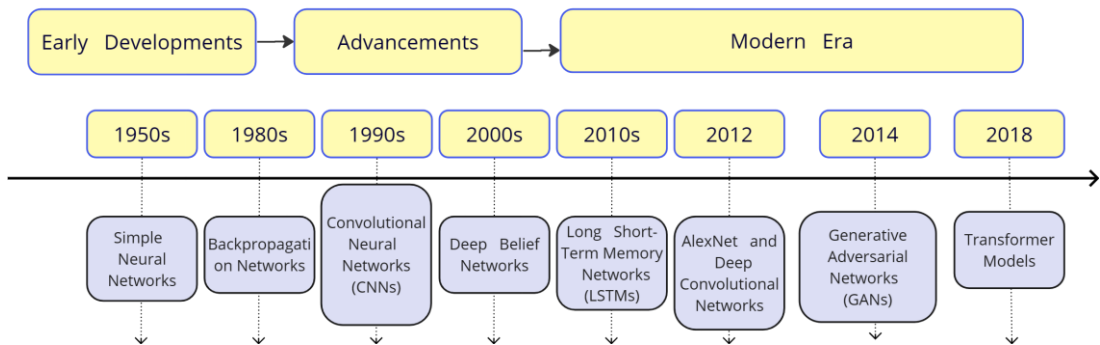 Early Developments
Advancements
Modern Era
1950s
1980s
1990s
2000s
2010s
2012
2014
2018
Simple
Neural
Networks
Backpropagati
on Networks
Convolutional
Neural
Networks
(CNNs)
Deep Belief
Networks
Long Short-
Term Memory
Networks
(LSTMs)
AlexNet and
Deep
Convolutional
Networks
Generative
Adversarial
Networks
(GANs)
Transformer
Models